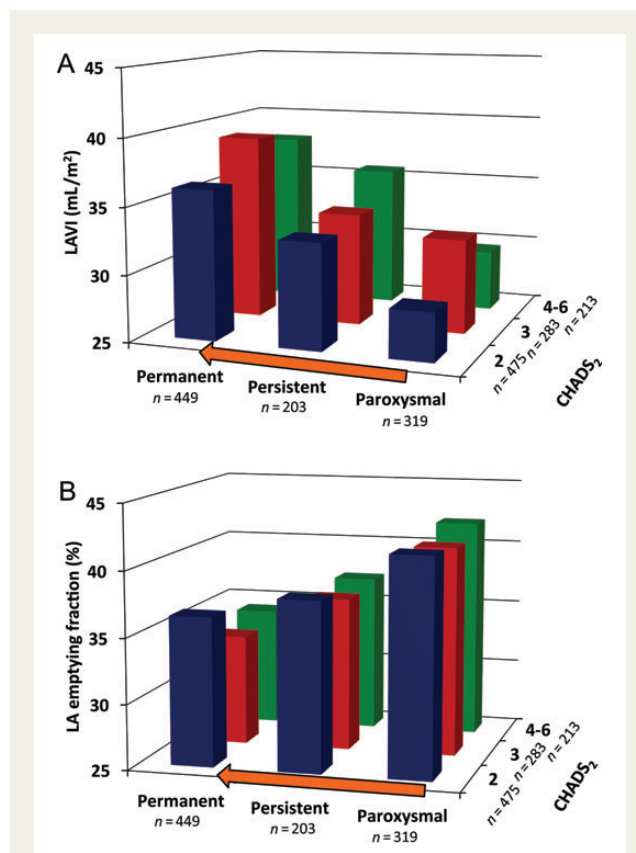 A
45
40
35
30
25
LAVI (mL/m²)
Permanent
n = 449
Persistent
n = 203
Paroxysmal
n = 319
2
n = 475
3
n = 283
4-6
n = 213
CHADS₂
B
45
40
35
30
25
LA emptying fraction (%)
Permanent
n = 449
Persistent
n = 203
Paroxysmal
n = 319
2
n = 475
3
n = 283
4-6
n = 213
CHADS₂